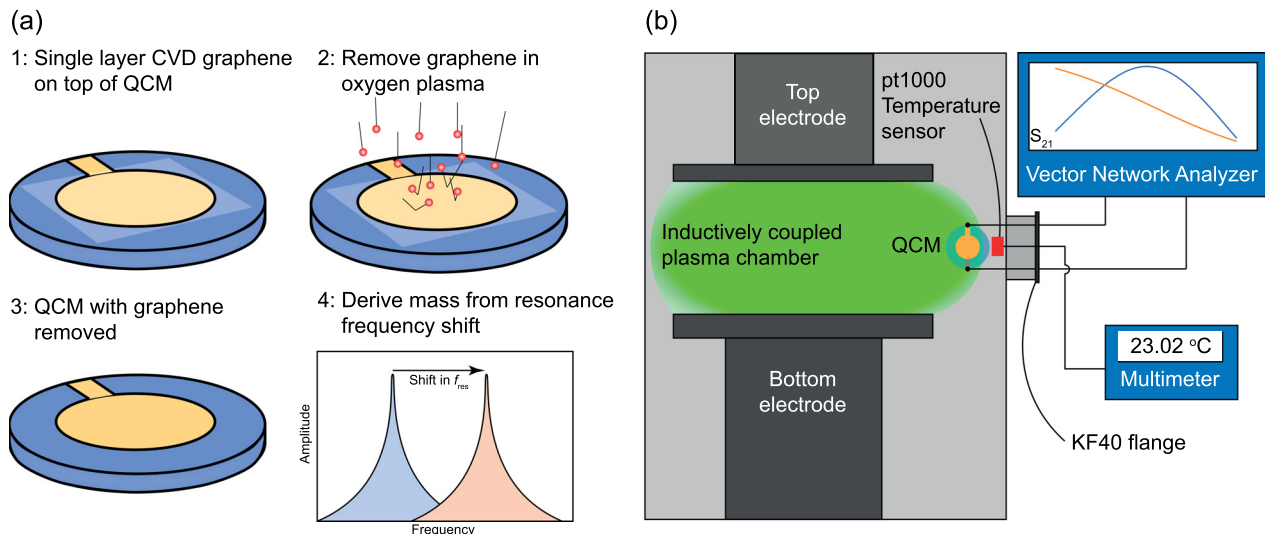 (a)
1: Single layer CVD graphene
on top of QCM
2: Remove graphene in
oxygen plasma
3: QCM with graphene
removed
4: Derive mass from resonance
frequency shift
Shift in fres
Amplitude
Frequency
(b)
Top
electrode
pt1000
Temperature
sensor
S21
Vector Network Analyzer
Inductively coupled
plasma chamber
QCM
23.02 °C
Multimeter
Bottom
electrode
KF40 flange